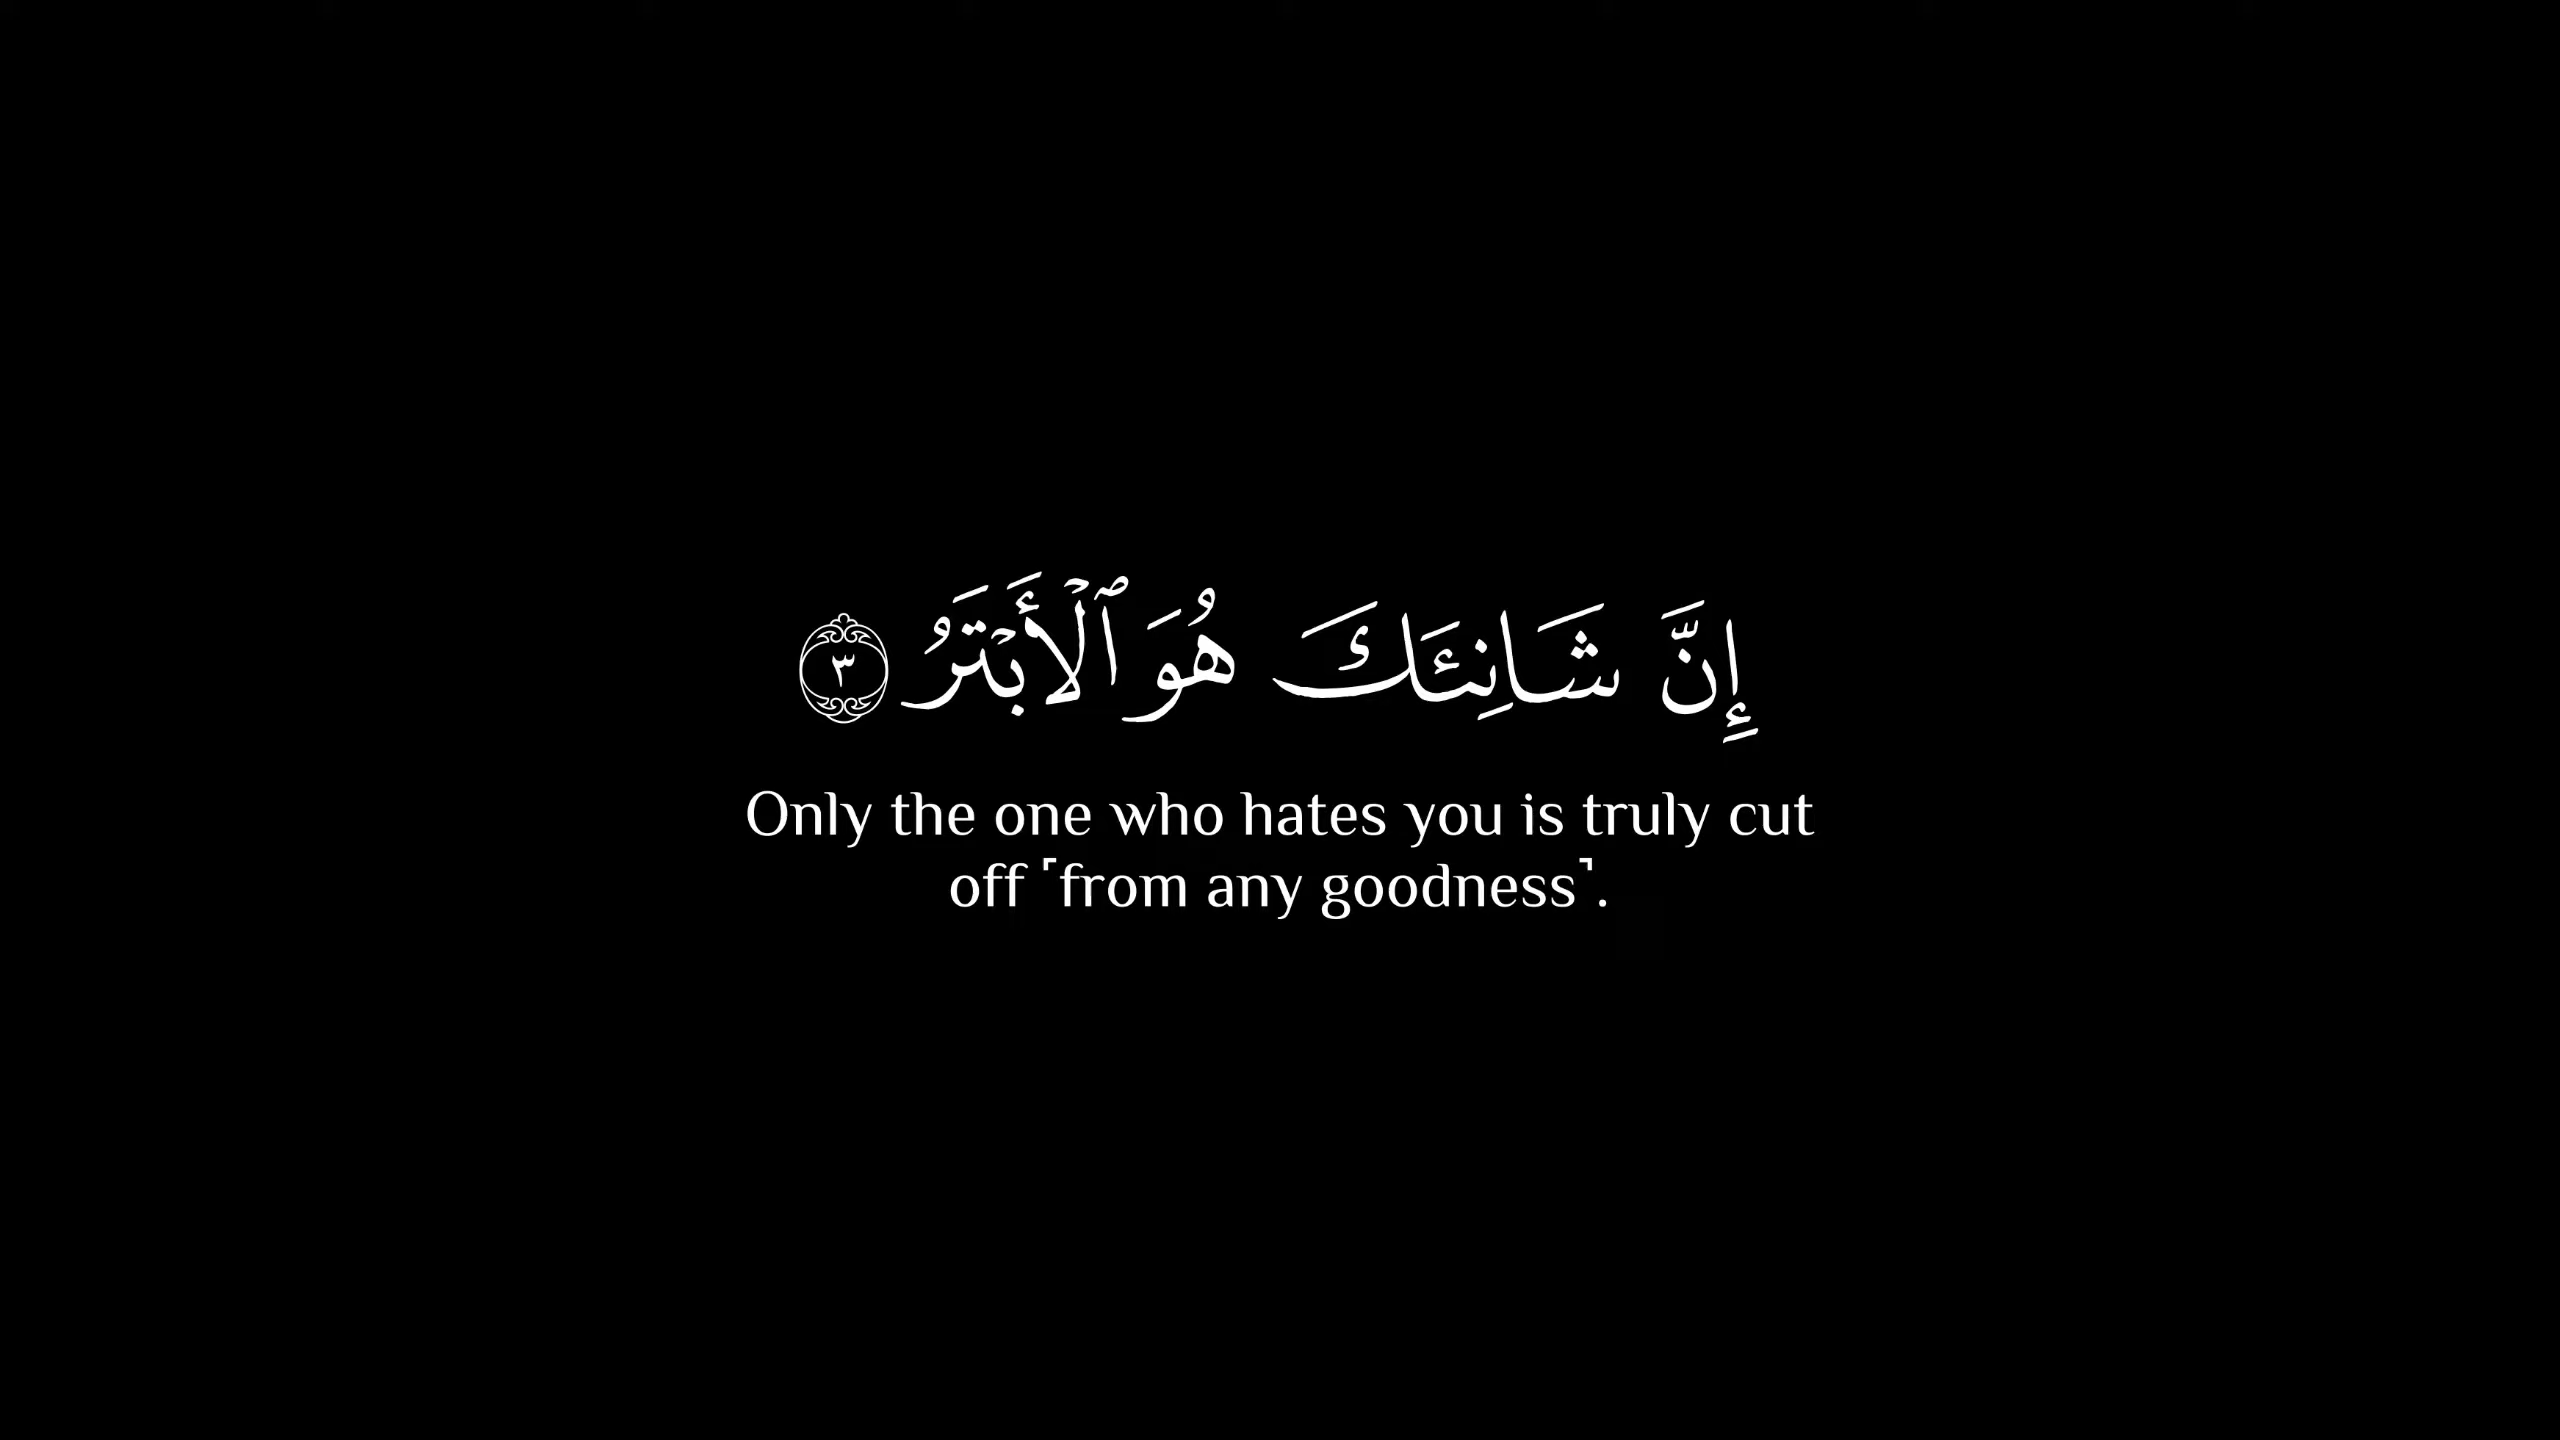 إِنَّ شَانِئَكَ هُوَ ٱلْأَبْتَرُ ٣
Only the one who hates you is truly cut
off ˹from any goodness˺.